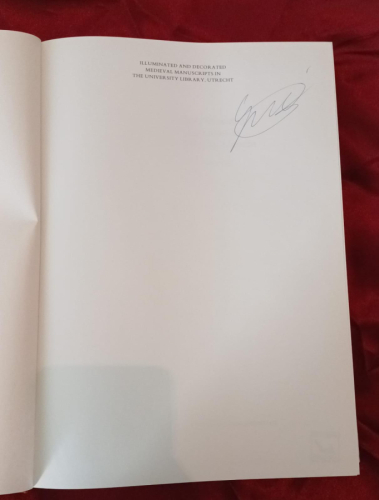 ILLUMINATED AND DECORATED
MEDIEVAL MANUSCRIPTS IN
THE UNIVERSITY LIBRARY, UTRECHT